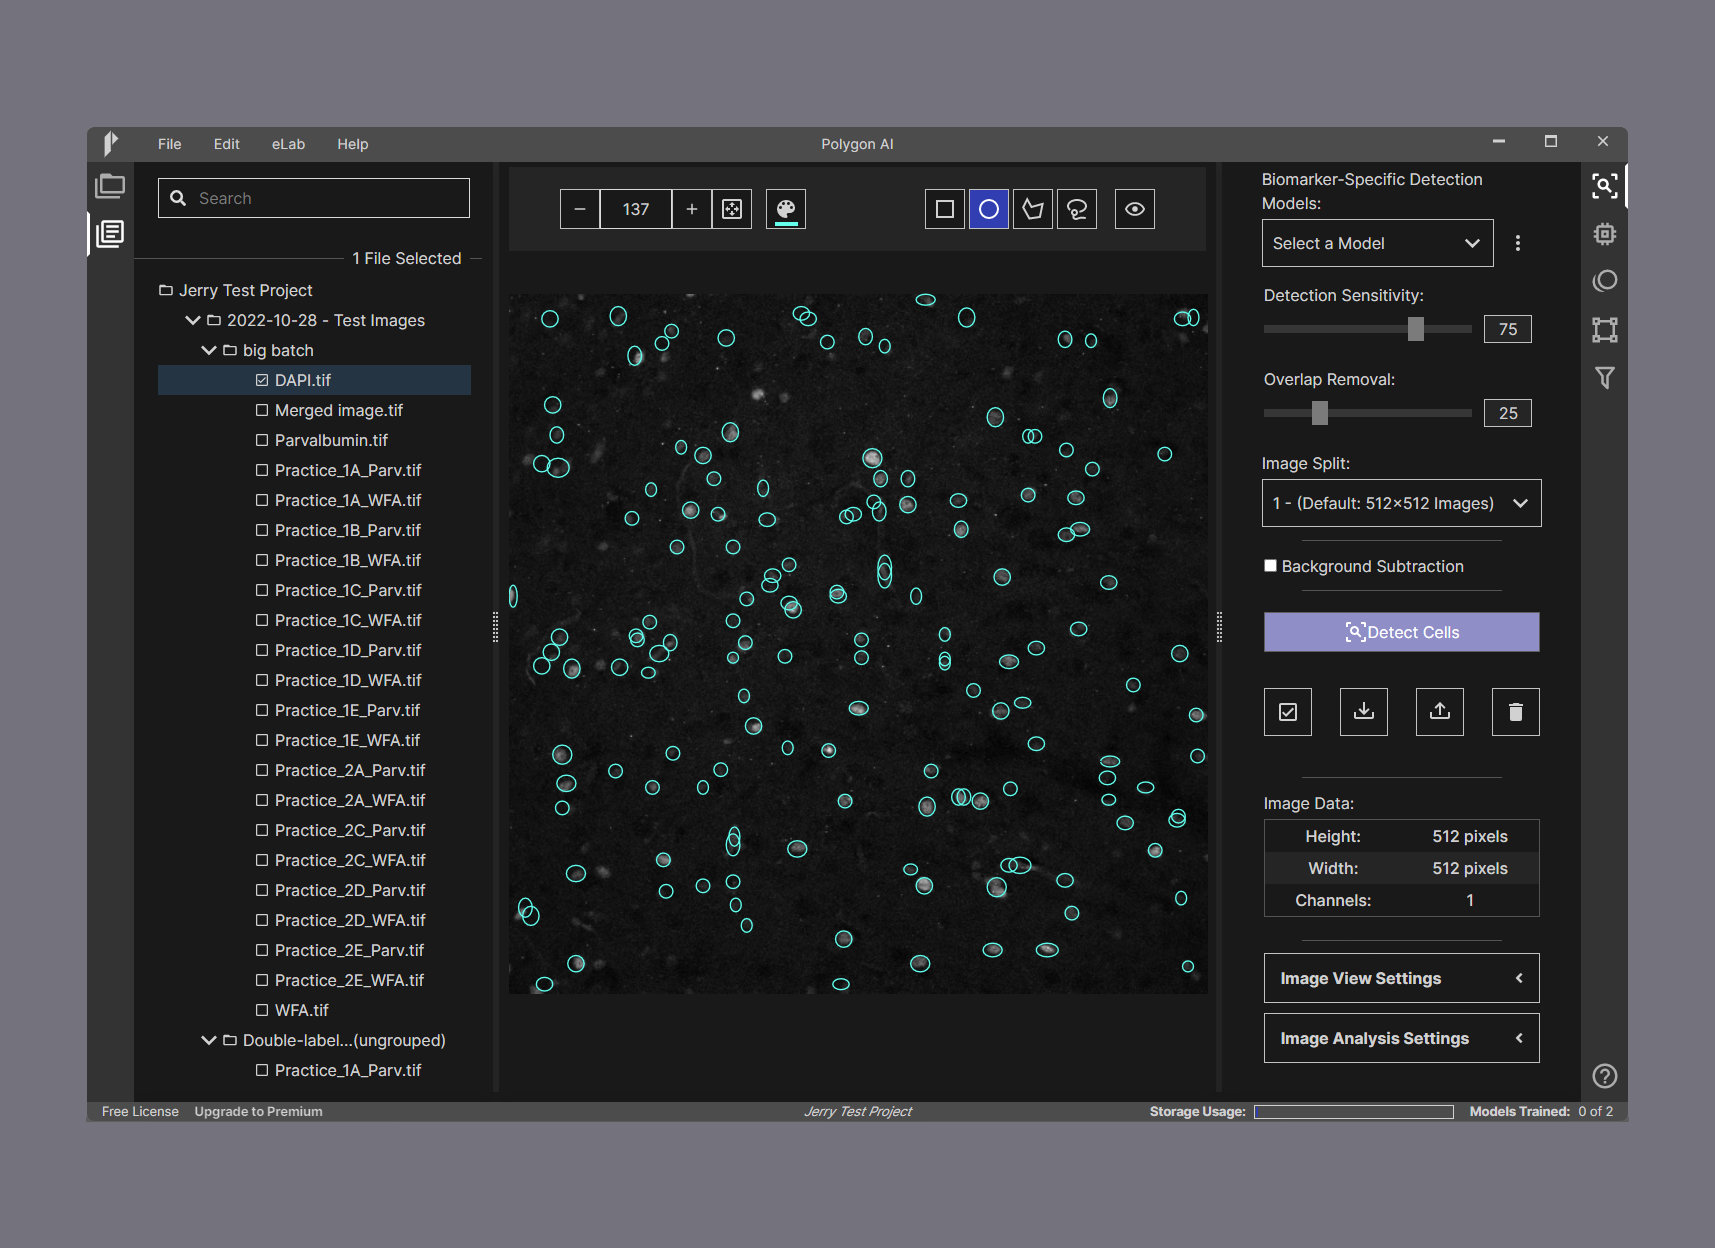 File Edit eLab Help
Polygon AI
Search
1 File Selected
Jerry Test Project
2022-10-28 - Test Images
big batch
DAPI.tif
Merged image.tif
Parvalbumin.tif
Practice_1A_Parv.tif
Practice_1A_WFA.tif
Practice_1B_Parv.tif
Practice_1B_WFA.tif
Practice_1C_Parv.tif
Practice_1C_WFA.tif
Practice_1D_Parv.tif
Practice_1D_WFA.tif
Practice_1E_Parv.tif
Practice_1E_WFA.tif
Practice_2A_Parv.tif
Practice_2A_WFA.tif
Practice_2C_Parv.tif
Practice_2C_WFA.tif
Practice_2D_Parv.tif
Practice_2D_WFA.tif
Practice_2E_Parv.tif
Practice_2E_WFA.tif
WFA.tif
Double-label...(ungrouped)
Practice_1A_Parv.tif
137
Biomarker-Specific Detection
Models:
Select a Model
Detection Sensitivity:
75
Overlap Removal:
25
Image Split:
1 - (Default: 512×512 Images)
Background Subtraction
Detect Cells
Image Data:
Height: 512 pixels
Width: 512 pixels
Channels: 1
Image View Settings
Image Analysis Settings
Free License Upgrade to Premium
Jerry Test Project
Storage Usage:
Models Trained: 0 of 2